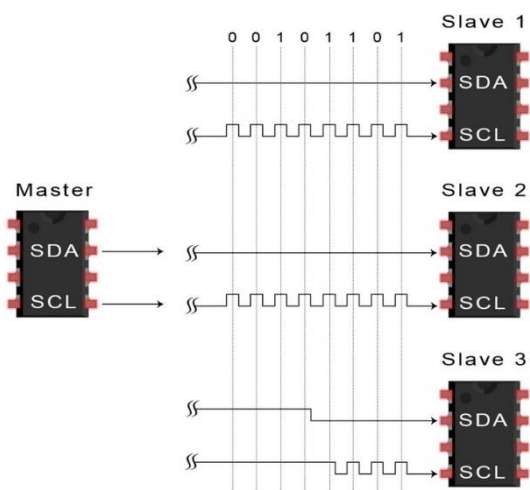 Slave 1
0 0 1 0 1 1 0 1
SDA
SCL
Master
SDA
SCL
Slave 2
SDA
SCL
Slave 3
SDA
SCL